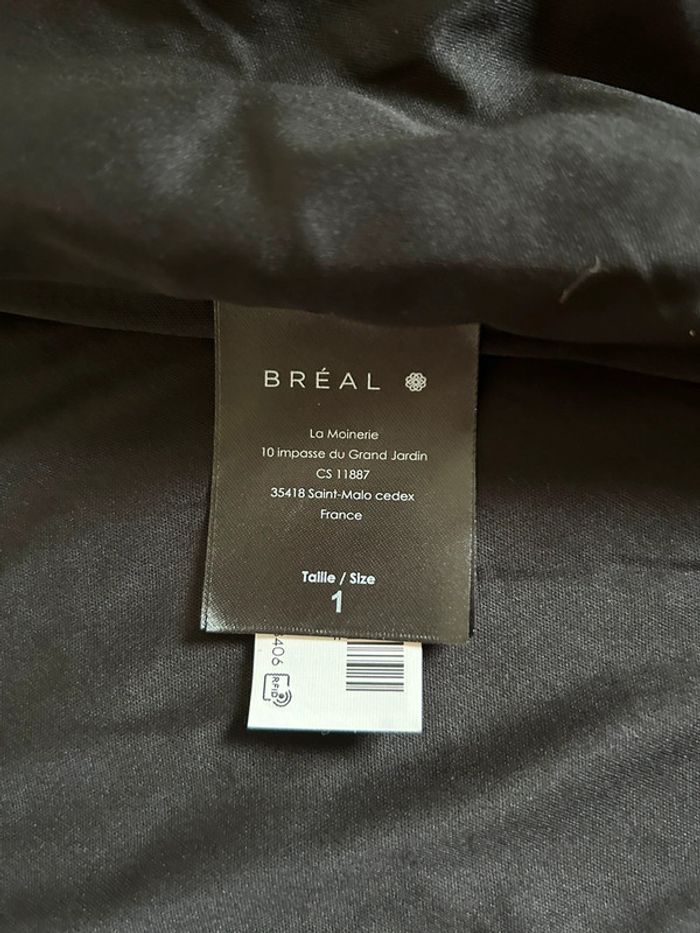 BRÉAL
La Moinerie
10 impasse du Grand Jardin
CS 11887
35418 Saint-Malo cedex
France
Taille / Size
1
406
RFID